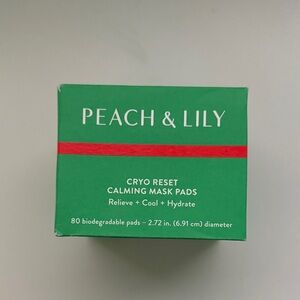 PEACH & LILY
CRYO RESET
CALMING MASK PADS
Relieve + Cool + Hydrate
80 biodegradable pads – 2.72 in. (6.91 cm) diameter